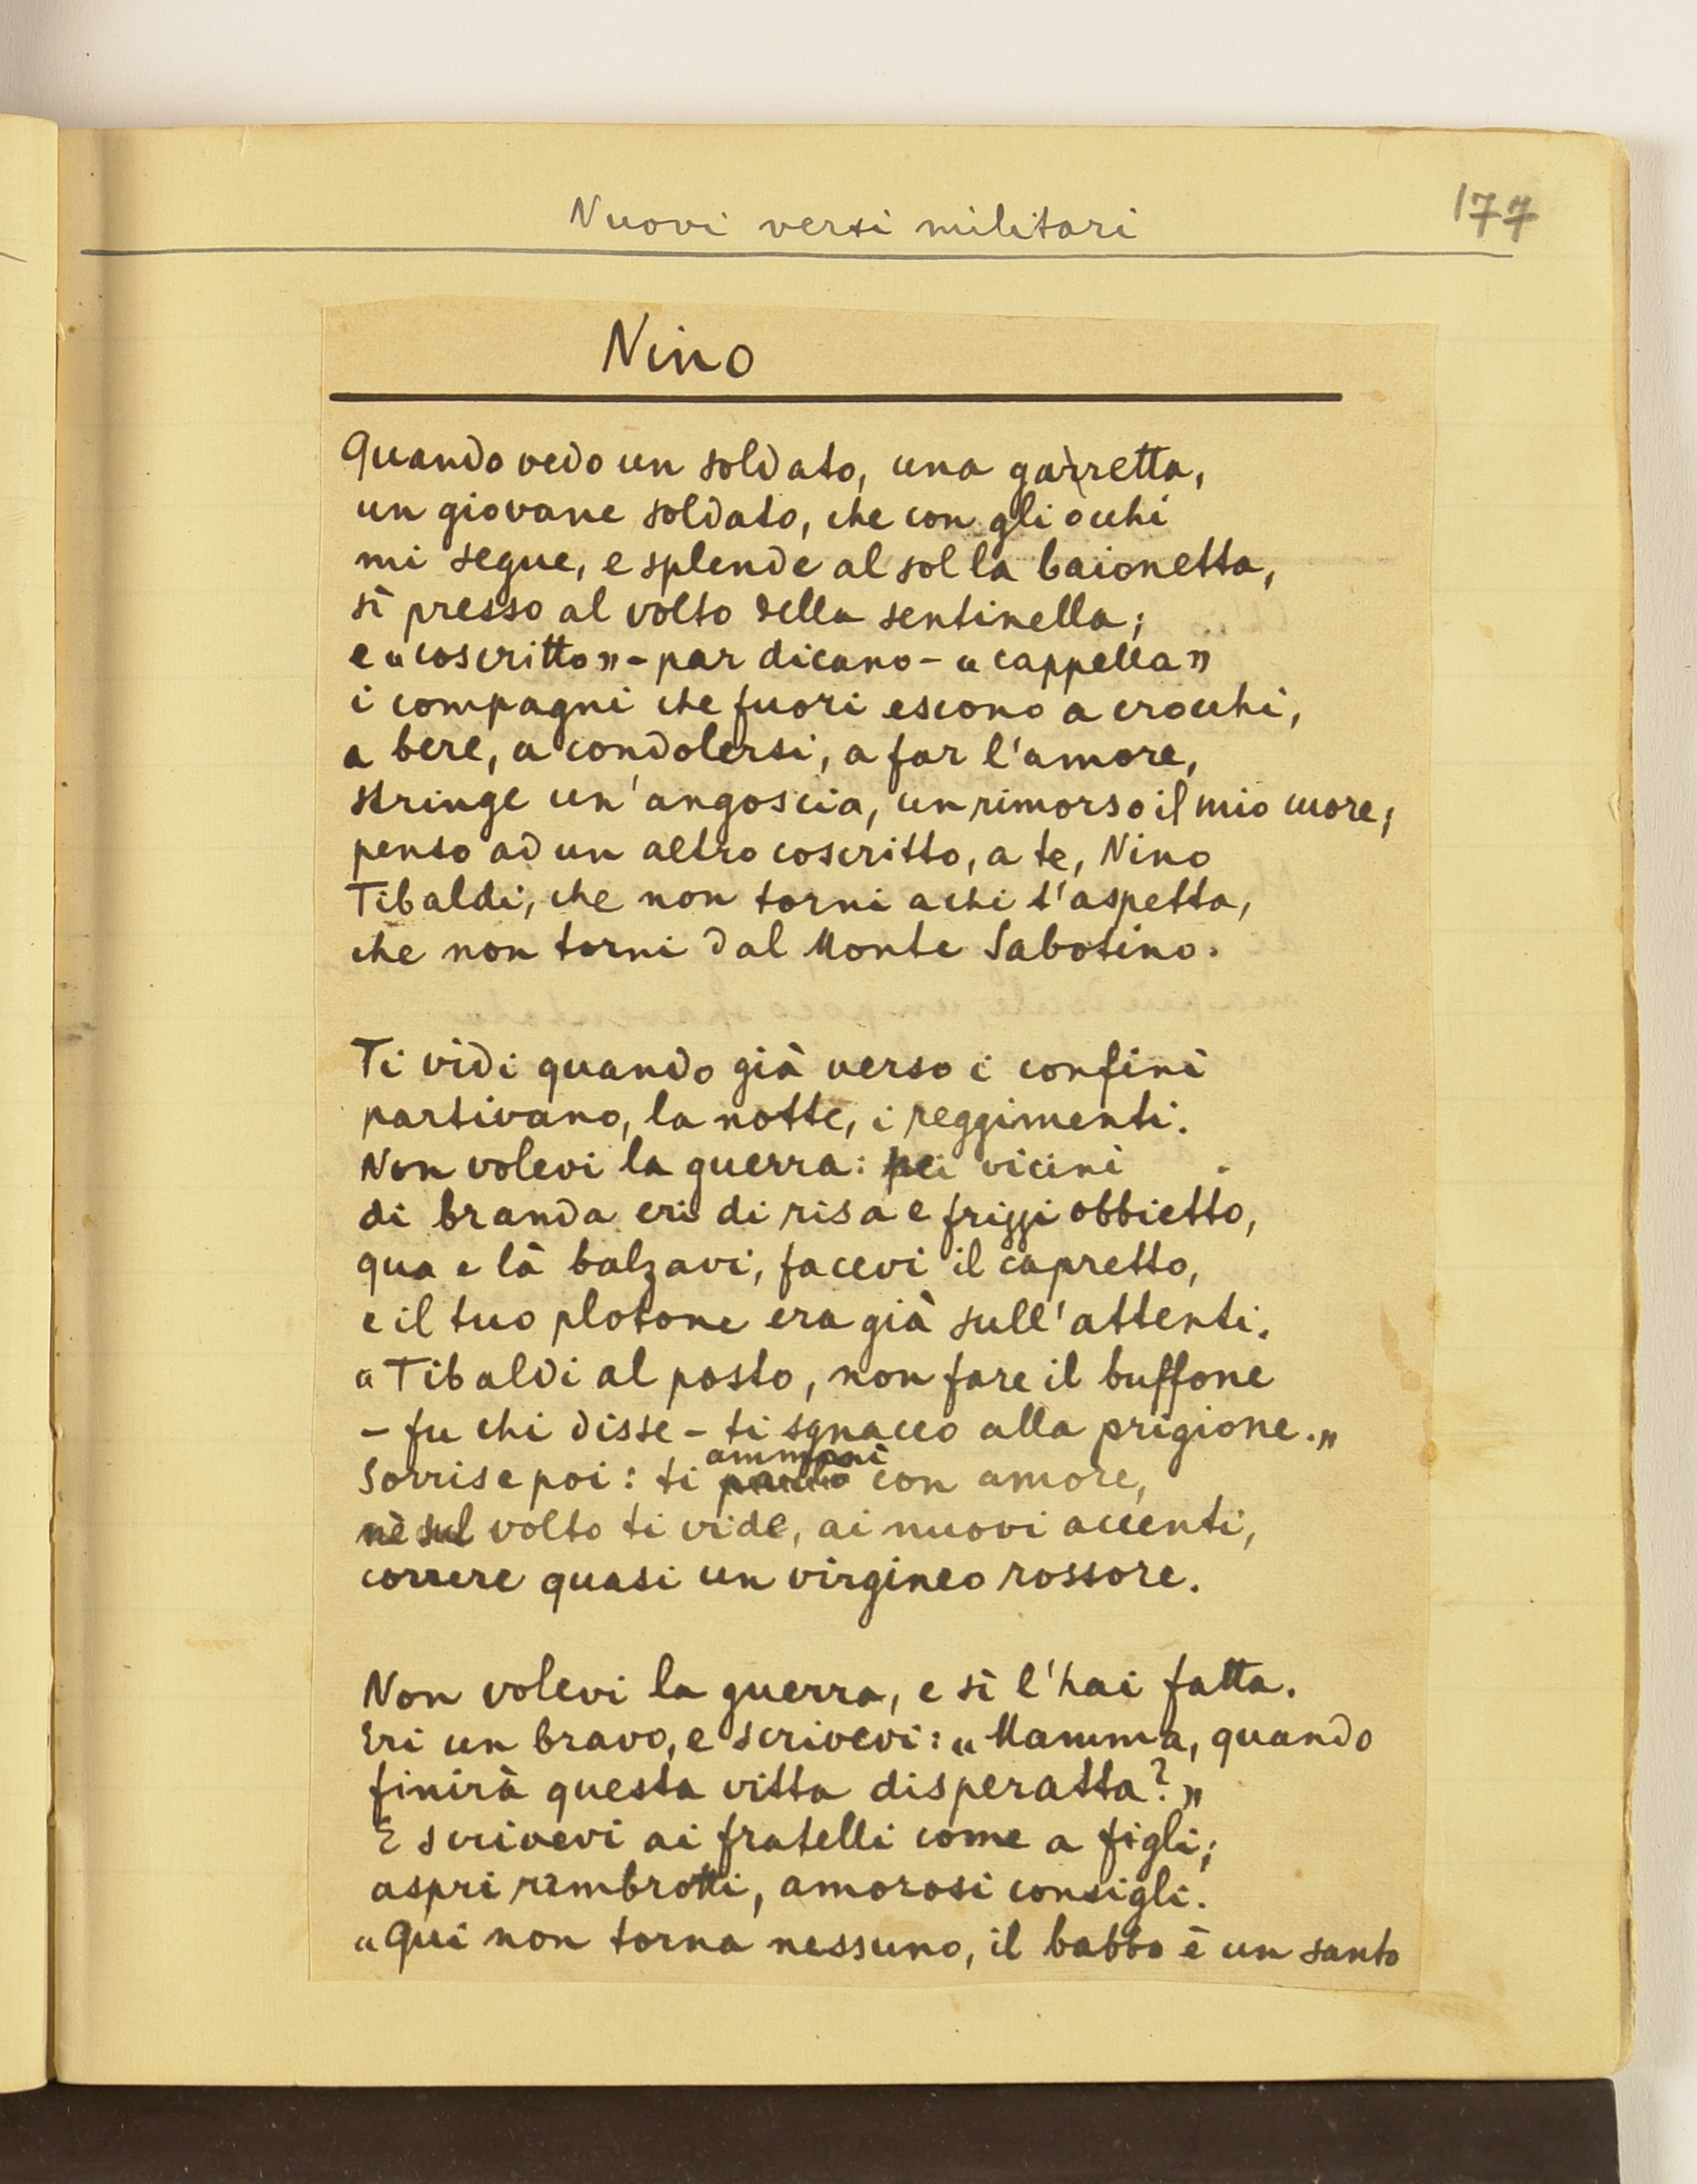 Nuovi versi militari
177
Nino
Quando vedo un soldato, una garretta,
un giovane soldato, che con gli occhi
mi segue, e splende al sol la baionetta,
sì presso al volto della sentinella;
e «coscritto» - par dicano - «cappella»
i compagni che fuori escono a crocchi,
a bere, a condolersi, a far l'amore,
stringe un'angoscia, un rimorso il mio cuore;
penso ad un altro coscritto, a te, Nino
Tibaldi, che non torni a chi t'aspetta,
che non torni dal Monte Sabotino.
Ti vidi quando già verso i confini
partivano, la notte, i reggimenti.
Non volevi la guerra: pei vicini
di branda eri di risa e frizzi obbietto,
qua e là balzavi, facevi il capretto,
e il tuo plotone era già sull'attenti.
«Tibaldi al posto, non fare il buffone
- fu chi disse - ti sgnacco alla prigione.»
ammonì
Sorrise poi: ti con amore,
nè sul volto ti vide, ai nuovi accenti,
correre quasi un virgineo rossore.
Non volevi la guerra, e sì l'hai fatta.
Eri un bravo, e scrivevi: «Mamma, quando
finirà questa vitta disperatta?»
E scrivevi ai fratelli come a figli;
aspri rimbrotti, amorosi consigli.
«Qui non torna nessuno, il babbo è un santo